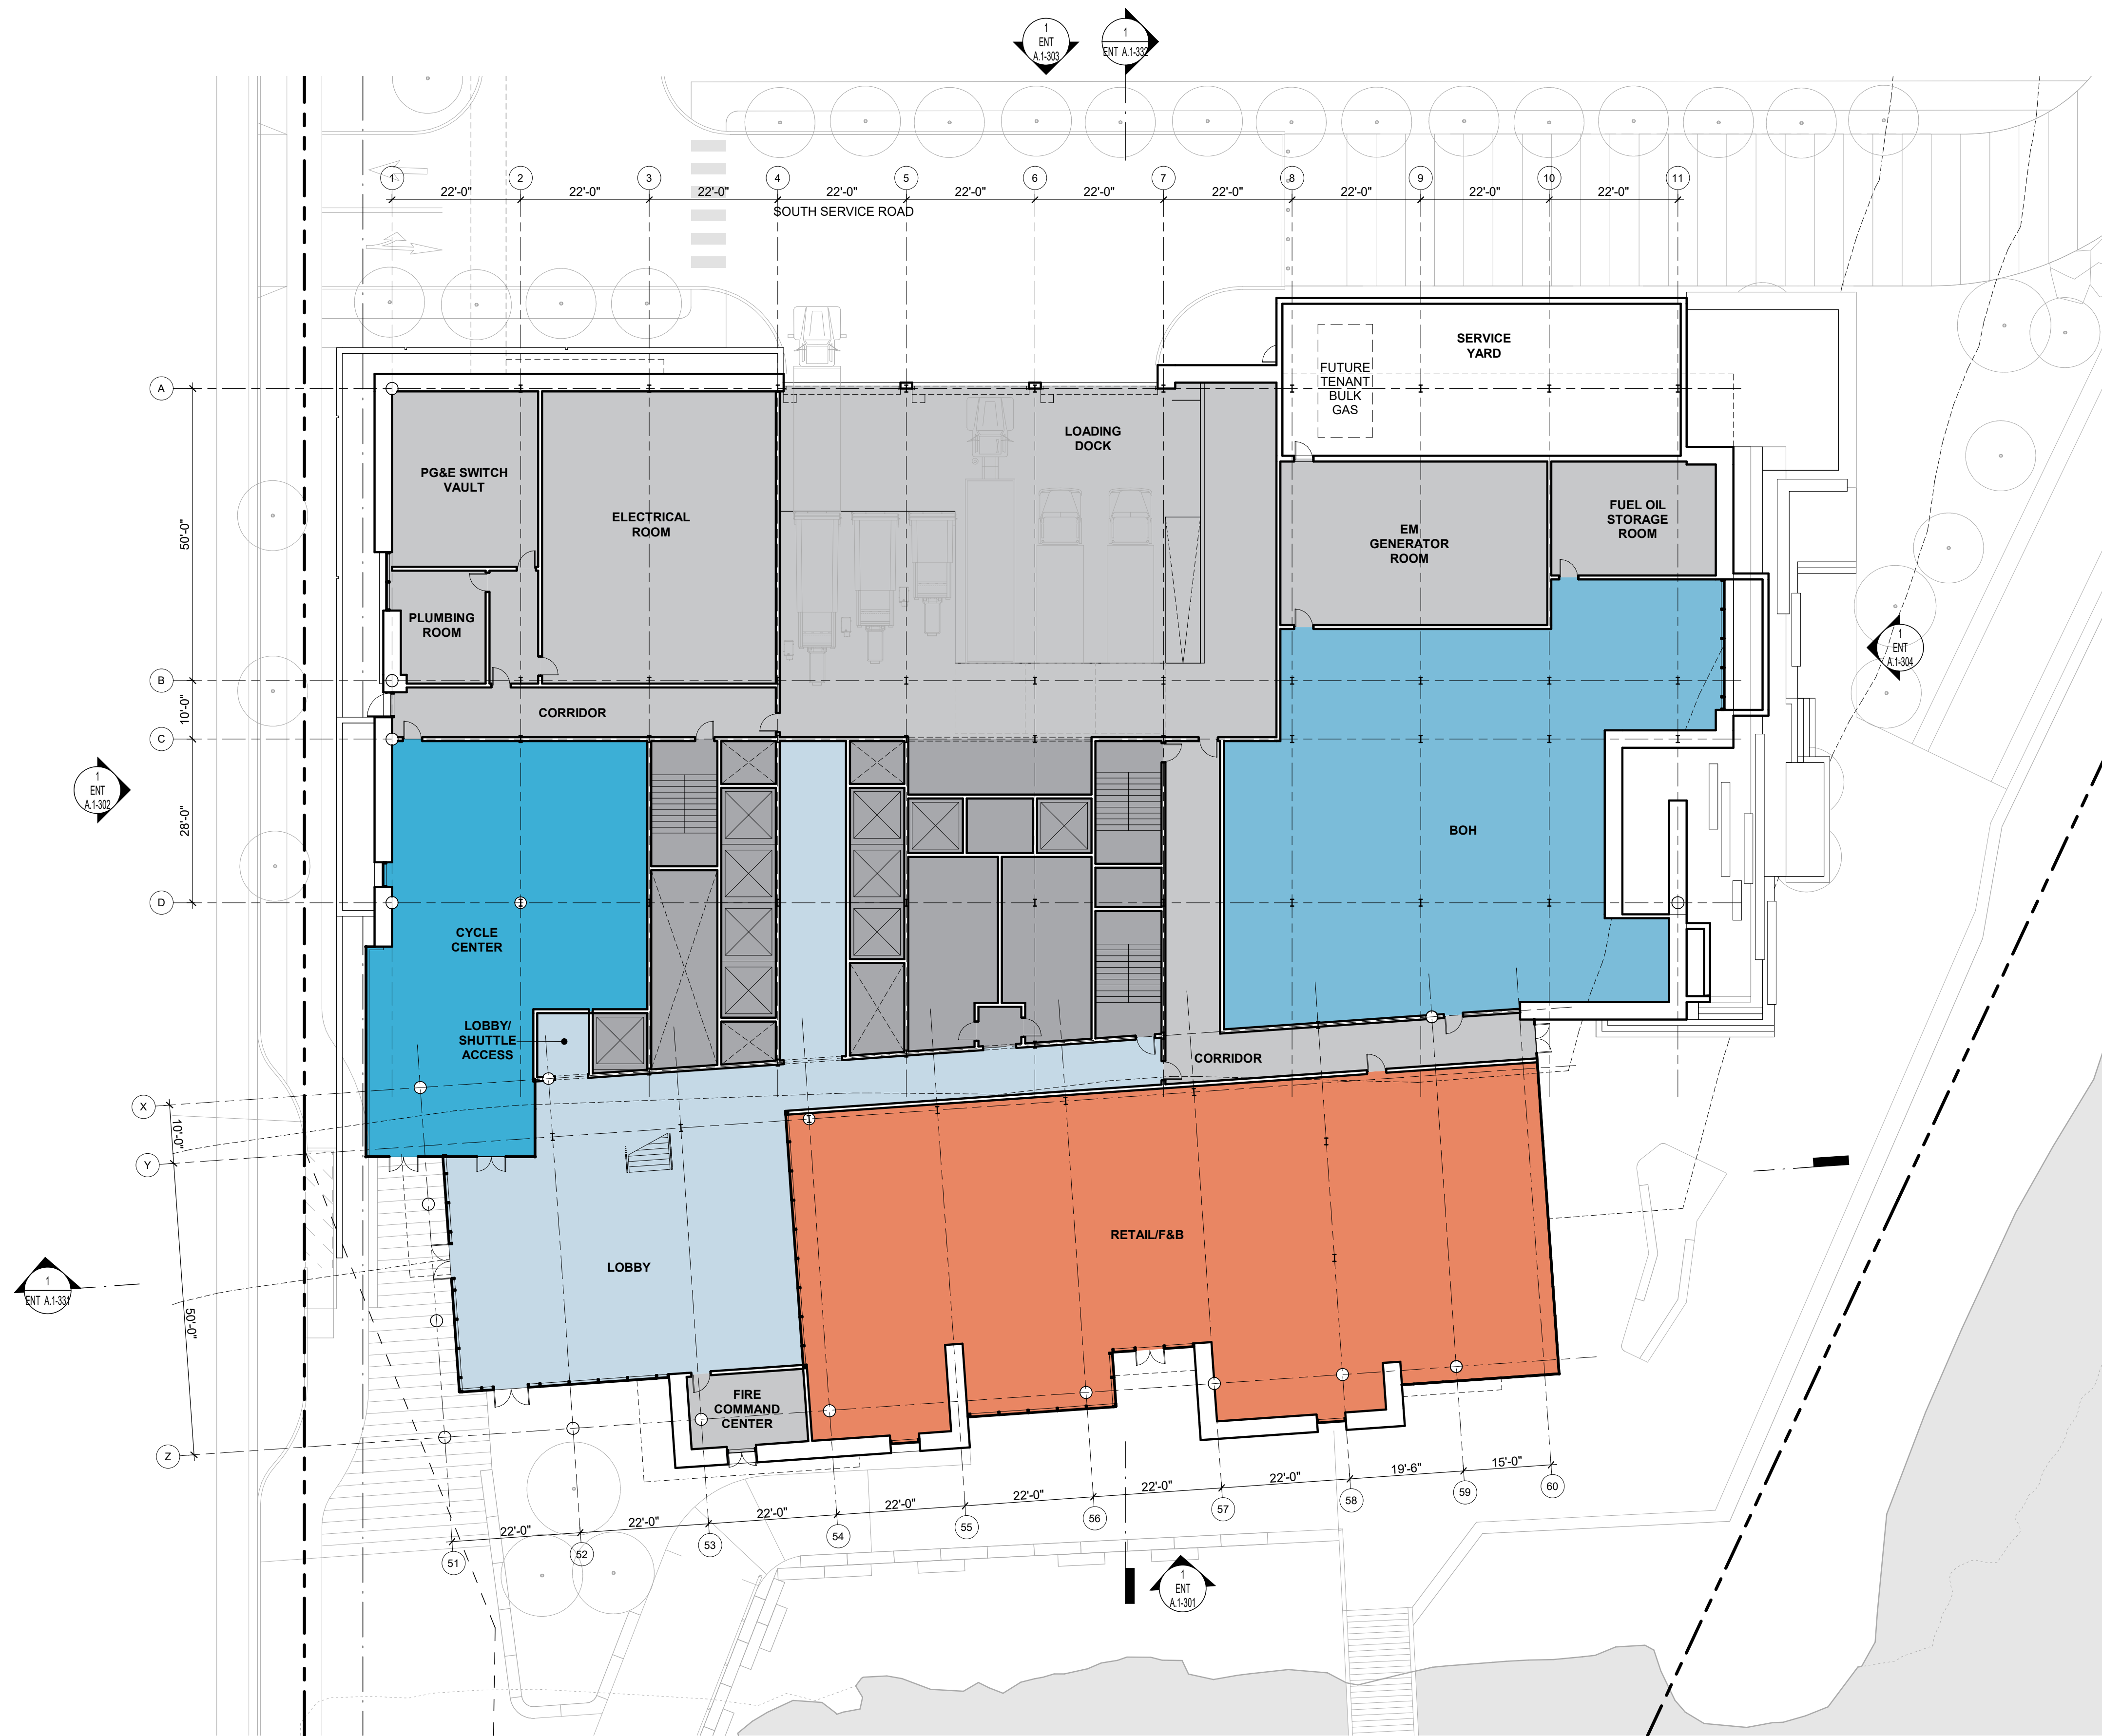 1
ENT
A.1-303
1
ENT A.1-332
1 2 3 4 5 6 7 8 9 10 11
22'-0" 22'-0" 22'-0" 22'-0" 22'-0" 22'-0" 22'-0" 22'-0" 22'-0" 22'-0"
SOUTH SERVICE ROAD
SERVICE
YARD
FUTURE
TENANT
BULK
GAS
A
50'-0"
B
10'-0"
C
28'-0"
D
LOADING
DOCK
PG&E SWITCH
VAULT
ELECTRICAL
ROOM
EM
GENERATOR
ROOM
FUEL OIL
STORAGE
ROOM
PLUMBING
ROOM
CORRIDOR
1
ENT
A.1-304
1
ENT
A.1-302
BOH
CYCLE
CENTER
LOBBY/
SHUTTLE
ACCESS
CORRIDOR
X
10'-0"
Y
50'-0"
Z
RETAIL/F&B
LOBBY
1
ENT A.1-331
FIRE
COMMAND
CENTER
22'-0" 22'-0" 22'-0" 22'-0" 22'-0" 22'-0" 22'-0" 19'-6" 15'-0"
51 52 53 54 55 56 57 58 59 60
1
ENT
A.1-301